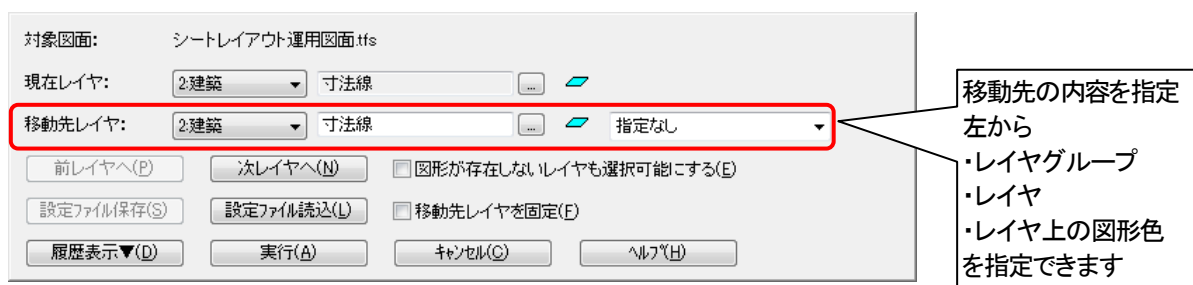 対象図面: シートレイアウト運用図面.tfs
現在レイヤ: 2:建築 寸法線 ...
移動先レイヤ: 2:建築 寸法線 ... 指定なし
前レイヤへ(P) 次レイヤへ(N) 図形が存在しないレイヤも選択可能にする(E)
設定ファイル保存(S) 設定ファイル読込(L) 移動先レイヤを固定(F)
履歴表示▼(D) 実行(A) キャンセル(C) ヘルプ(H)
移動先の内容を指定
左から
・レイヤグループ
・レイヤ
・レイヤ上の図形色
を指定できます